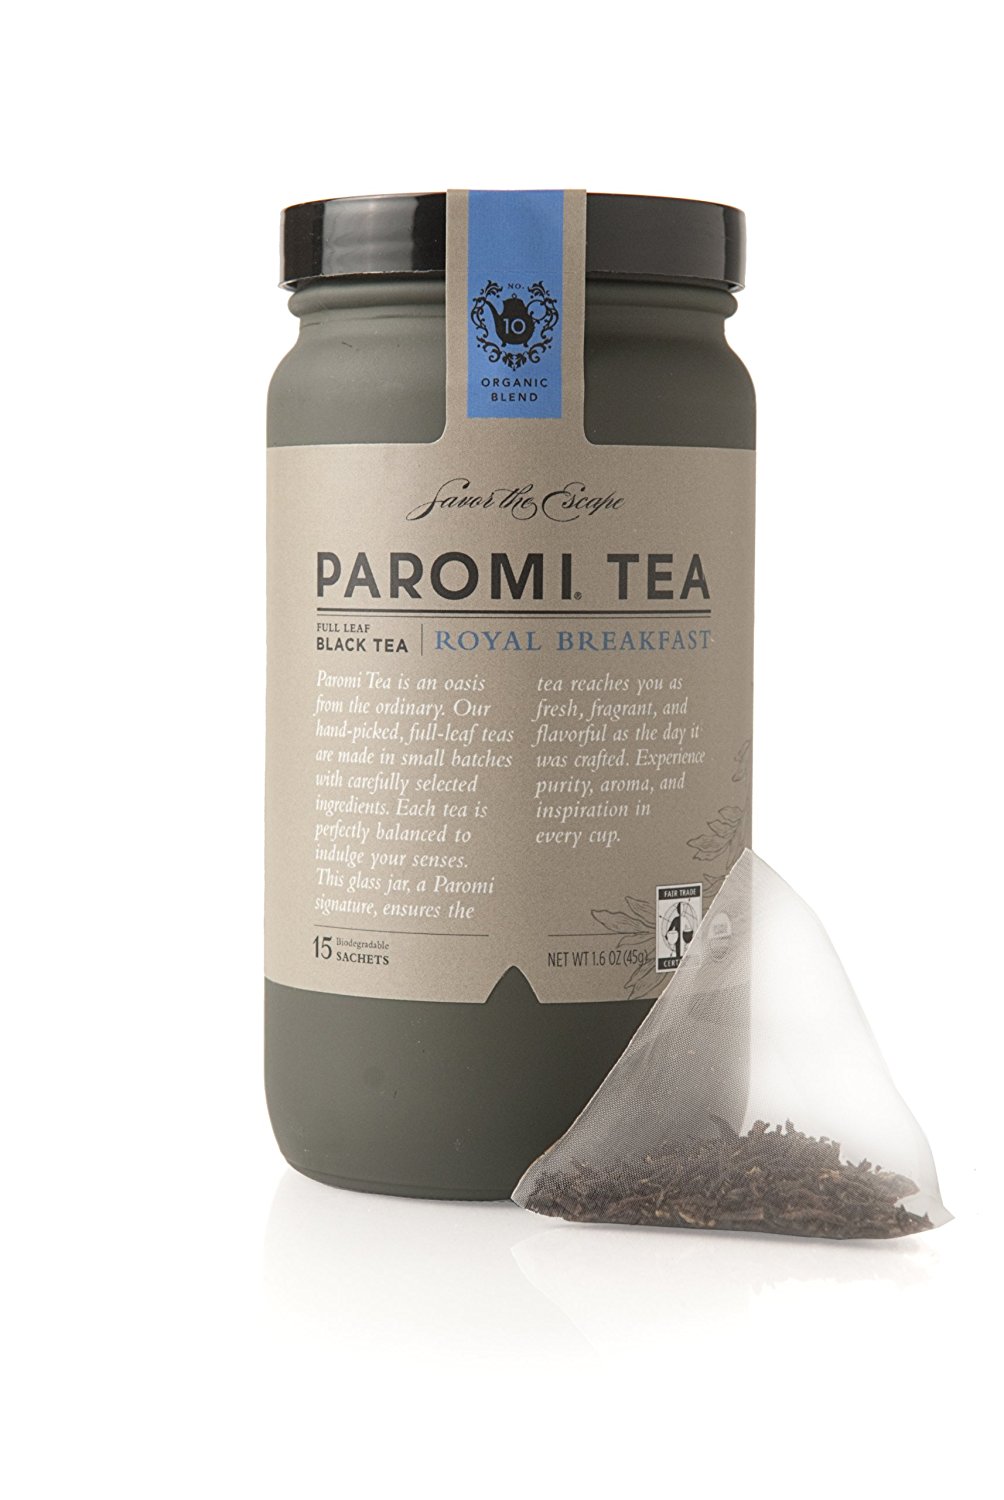 NO.
10
ORGANIC
BLEND
Savor the Escape
PAROMI® TEA
FULL LEAF
BLACK TEA
ROYAL BREAKFAST
Paromi Tea is an oasis
from the ordinary. Our
hand-picked, full-leaf teas
are made in small batches
with carefully selected
ingredients. Each tea is
perfectly balanced to
indulge your senses.
This glass jar, a Paromi
signature, ensures the
tea reaches you as
fresh, fragrant, and
flavorful as the day it
was crafted. Experience
purity, aroma, and
inspiration in
every cup.
15 Biodegradable
SACHETS
NET WT 1.6 OZ (45g)
FAIR TRADE